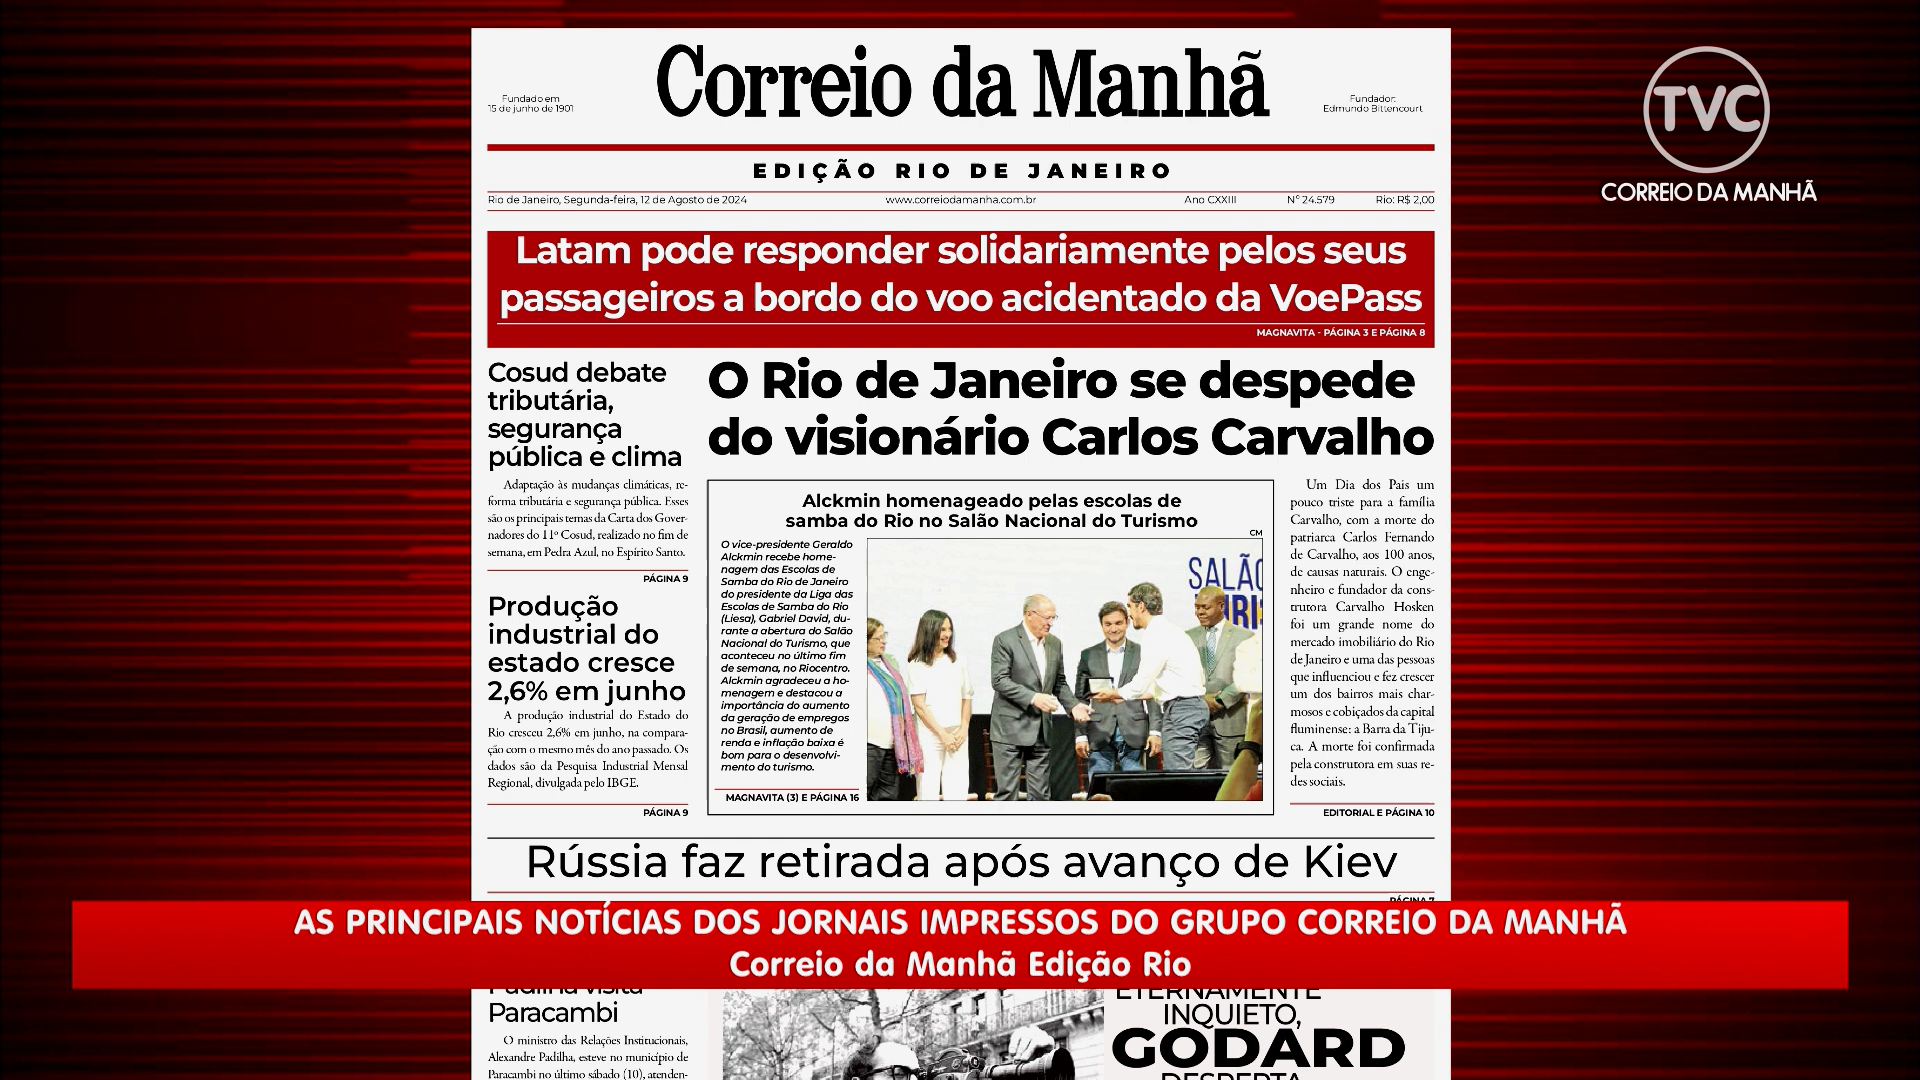 Correio da Manhã
Fundado em
15 de junho de 1901
Fundador:
Edmundo Bittencourt
EDIÇÃO RIO DE JANEIRO
Rio de Janeiro, Segunda-feira, 12 de Agosto de 2024
www.correiodamanha.com.br
Ano CXXIII
Nº 24.579
Rio: R$ 2,00
TVC
CORREIO DA MANHÃ
Latam pode responder solidariamente pelos seus
passageiros a bordo do voo acidentado da VoePass
MAGNAVITA - PÁGINA 3 E PÁGINA 8
Cosud debate
tributária,
segurança
pública e clima
Adaptação às mudanças climáticas, re-
forma tributária e segurança pública. Esses
são os principais temas da Carta dos Gover-
nadores do 11º Cosud, realizado no fim de
semana, em Pedra Azul, no Espírito Santo.
PÁGINA 9
Produção
industrial do
estado cresce
2,6% em junho
A produção industrial do Estado do
Rio cresceu 2,6% em junho, na compara-
ção com o mesmo mês do ano passado. Os
dados são da Pesquisa Industrial Mensal
Regional, divulgada pelo IBGE.
PÁGINA 9
O Rio de Janeiro se despede
do visionário Carlos Carvalho
Alckmin homenageado pelas escolas de
samba do Rio no Salão Nacional do Turismo
CM
O vice-presidente Geraldo
Alckmin recebe home-
nagem das Escolas de
Samba do Rio de Janeiro
do presidente da Liga das
Escolas de Samba do Rio
(Liesa), Gabriel David, du-
rante a abertura do Salão
Nacional do Turismo, que
aconteceu no último fim
de semana, no Riocentro.
Alckmin agradeceu a ho-
menagem e destacou a
importância do aumento
da geração de empregos
no Brasil, aumento de
renda e inflação baixa é
bom para o desenvolvi-
mento do turismo.
MAGNAVITA (3) E PÁGINA 16
SALÃO
Um Dia dos Pais um
pouco triste para a família
Carvalho, com a morte do
patriarca Carlos Fernando
de Carvalho, aos 100 anos,
de causas naturais. O enge-
nheiro e fundador da cons-
trutora Carvalho Hosken
foi um grande nome do
mercado imobiliário do Rio
de Janeiro e uma das pessoas
que influenciou e fez crescer
um dos bairros mais char-
mosos e cobiçados da capital
fluminense: a Barra da Tiju-
ca. A morte foi confirmada
pela construtora em suas re-
des sociais.
EDITORIAL E PÁGINA 10
Rússia faz retirada após avanço de Kiev
PÁGINA 7
AS PRINCIPAIS NOTÍCIAS DOS JORNAIS IMPRESSOS DO GRUPO CORREIO DA MANHÃ
Correio da Manhã Edição Rio
Padilha visita
Paracambi
O ministro das Relações Institucionais,
Alexandre Padilha, esteve no município de
Paracambi no último sábado (10), atenden-
ETERNAMENTE
INQUIETO,
GODARD
DESPERTA